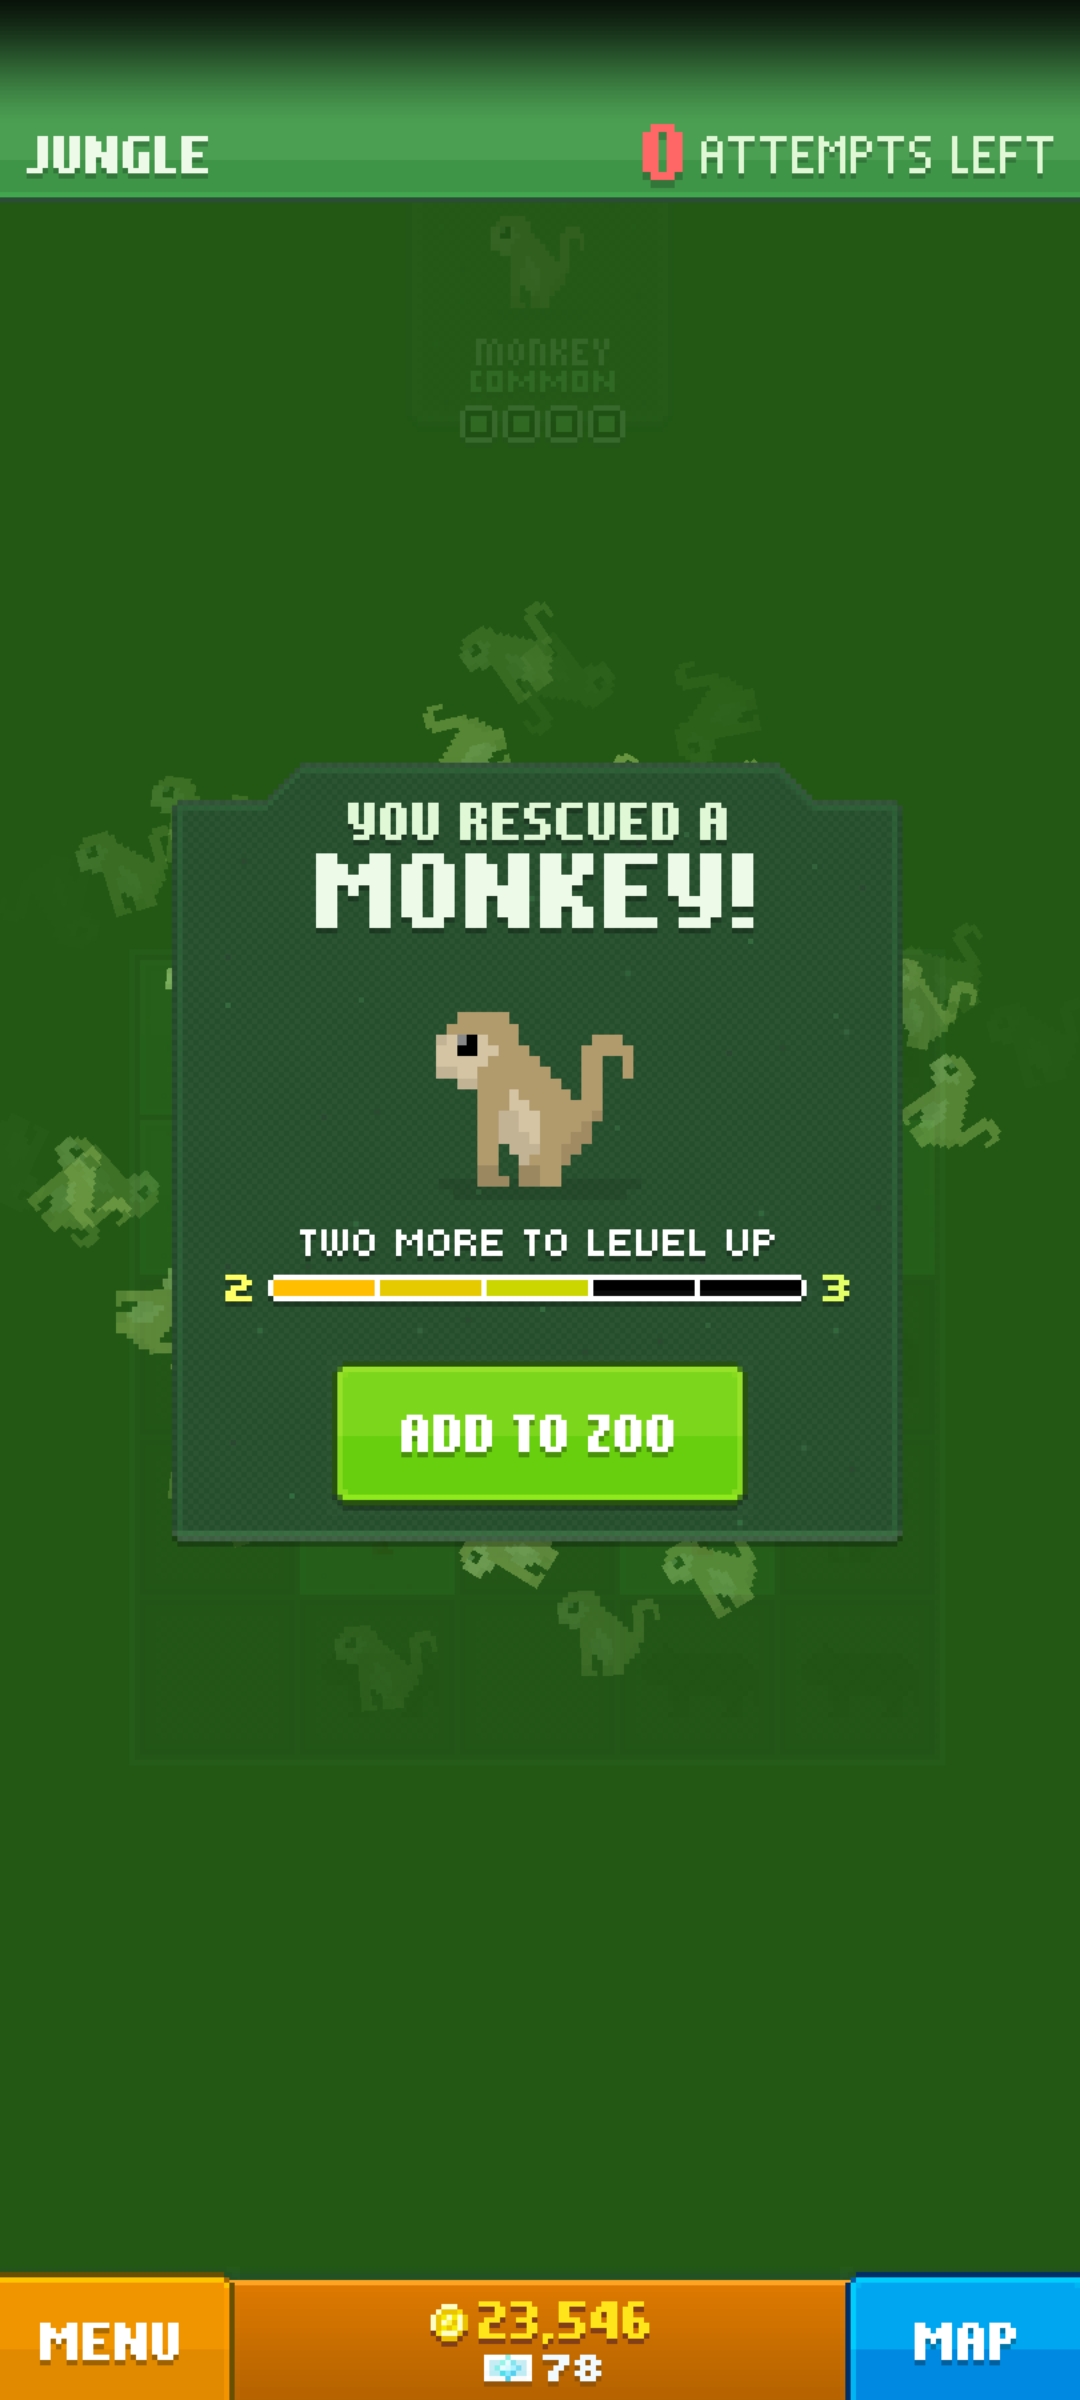 JUNGLE
0 ATTEMPTS LEFT
MONKEY
COMMON
YOU RESCUED A
MONKEY!
TWO MORE TO LEVEL UP
2 3
ADD TO ZOO
MENU
23,546
78
MAP